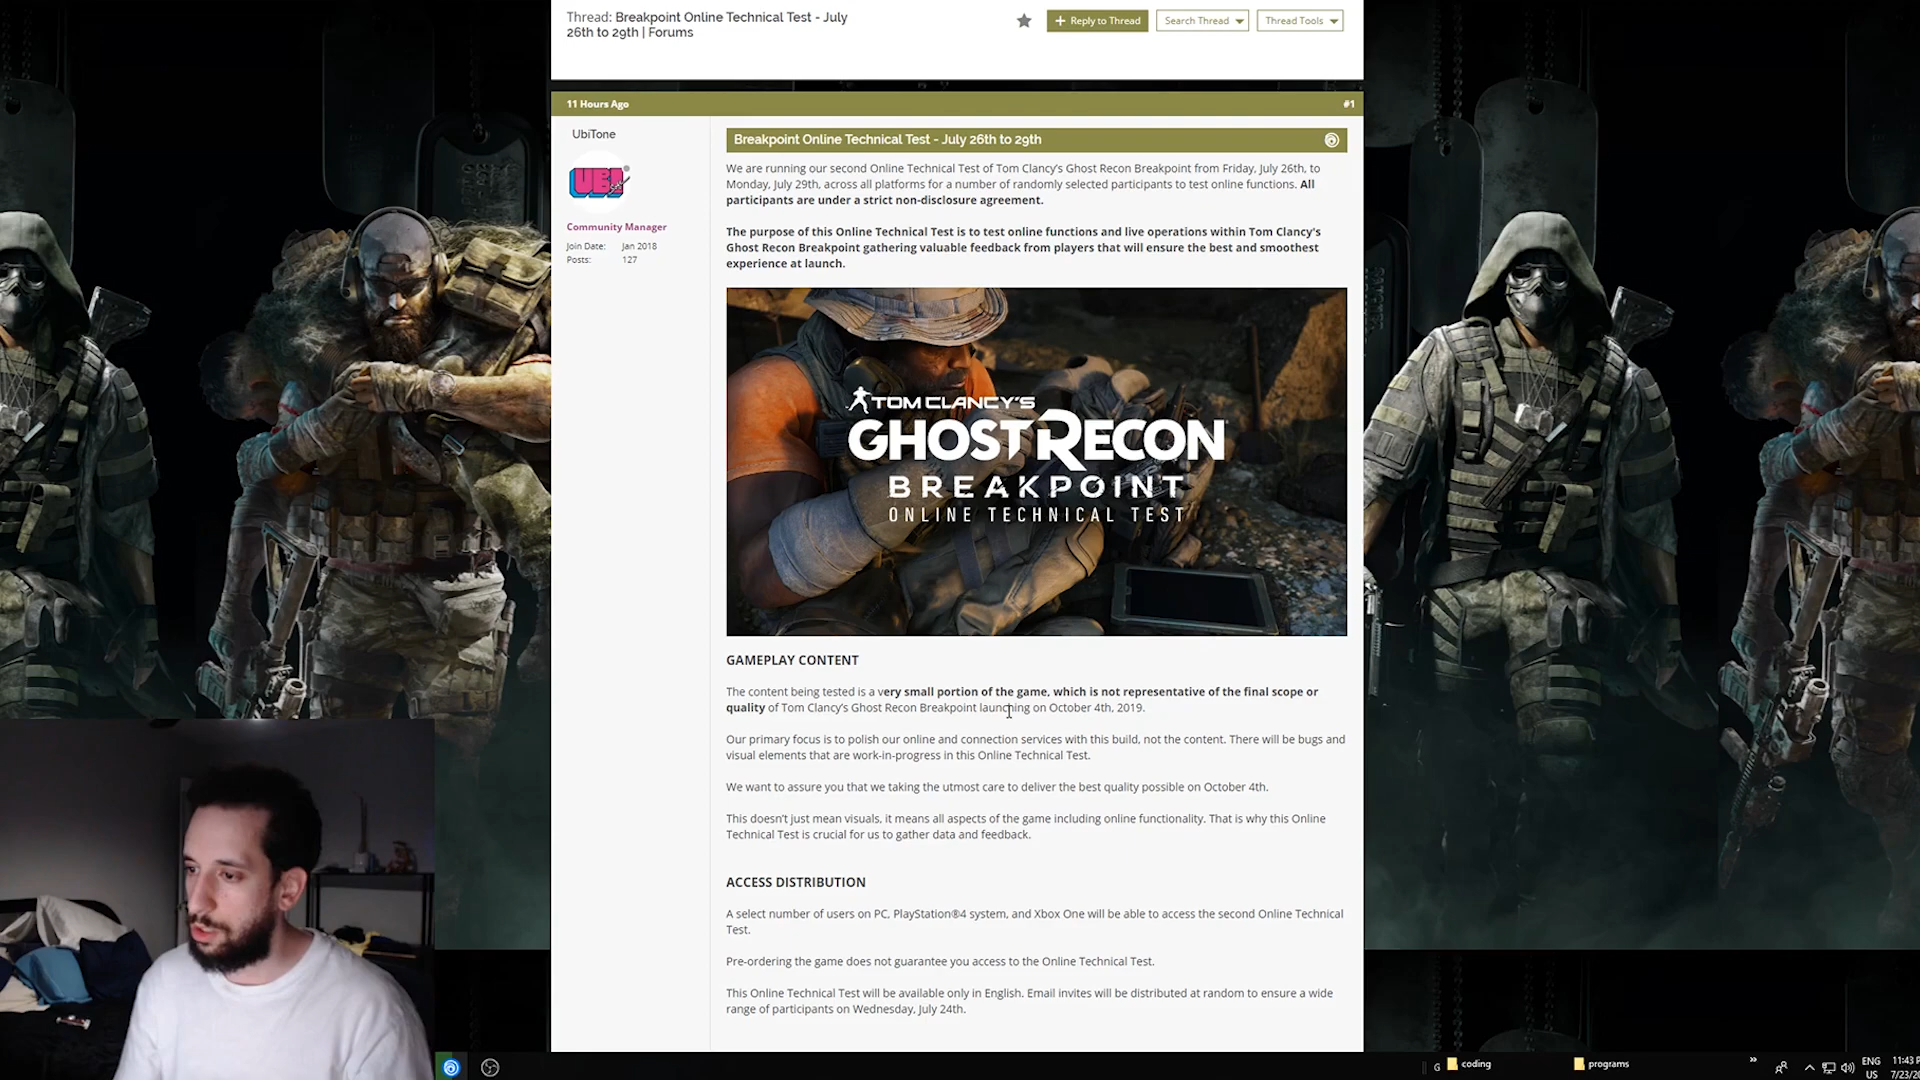 Thread: Breakpoint Online Technical Test - July
26th to 29th | Forums
+ Reply to Thread
Search Thread
Thread Tools
11 Hours Ago
#1
UbiTone
UBI
Community Manager
Join Date: Jan 2018
Posts: 127
Breakpoint Online Technical Test - July 26th to 29th
We are running our second Online Technical Test of Tom Clancy's Ghost Recon Breakpoint from Friday, July 26th, to
Monday, July 29th, across all platforms for a number of randomly selected participants to test online functions. All
participants are under a strict non-disclosure agreement.
The purpose of this Online Technical Test is to test online functions and live operations within Tom Clancy's
Ghost Recon Breakpoint gathering valuable feedback from players that will ensure the best and smoothest
experience at launch.
TOM CLANCY'S
GHOST RECON
BREAKPOINT
ONLINE TECHNICAL TEST
GAMEPLAY CONTENT
The content being tested is a very small portion of the game, which is not representative of the final scope or
quality of Tom Clancy's Ghost Recon Breakpoint launching on October 4th, 2019.
Our primary focus is to polish our online and connection services with this build, not the content. There will be bugs and
visual elements that are work-in-progress in this Online Technical Test.
We want to assure you that we taking the utmost care to deliver the best quality possible on October 4th.
This doesn't just mean visuals, it means all aspects of the game including online functionality. That is why this Online
Technical Test is crucial for us to gather data and feedback.
ACCESS DISTRIBUTION
A select number of users on PC, PlayStation®4 system, and Xbox One will be able to access the second Online Technical
Test.
Pre-ordering the game does not guarantee you access to the Online Technical Test.
This Online Technical Test will be available only in English. Email invites will be distributed at random to ensure a wide
range of participants on Wednesday, July 24th.
G
coding
programs
»
ENG
US
11:43 P
7/23/20